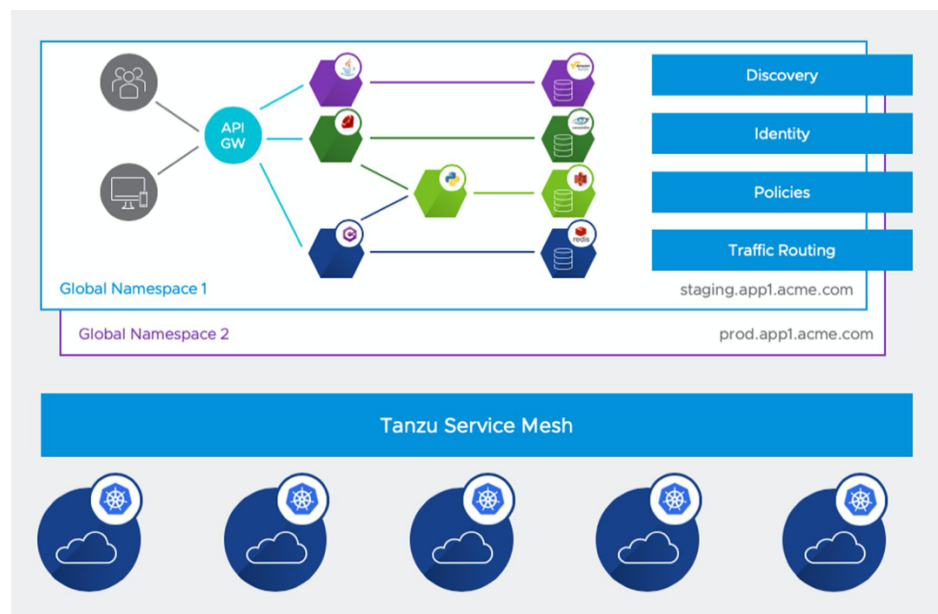 API
GW
redis
Discovery
Identity
Policies
Traffic Routing
Global Namespace 1
staging.app1.acme.com
Global Namespace 2
prod.app1.acme.com
Tanzu Service Mesh